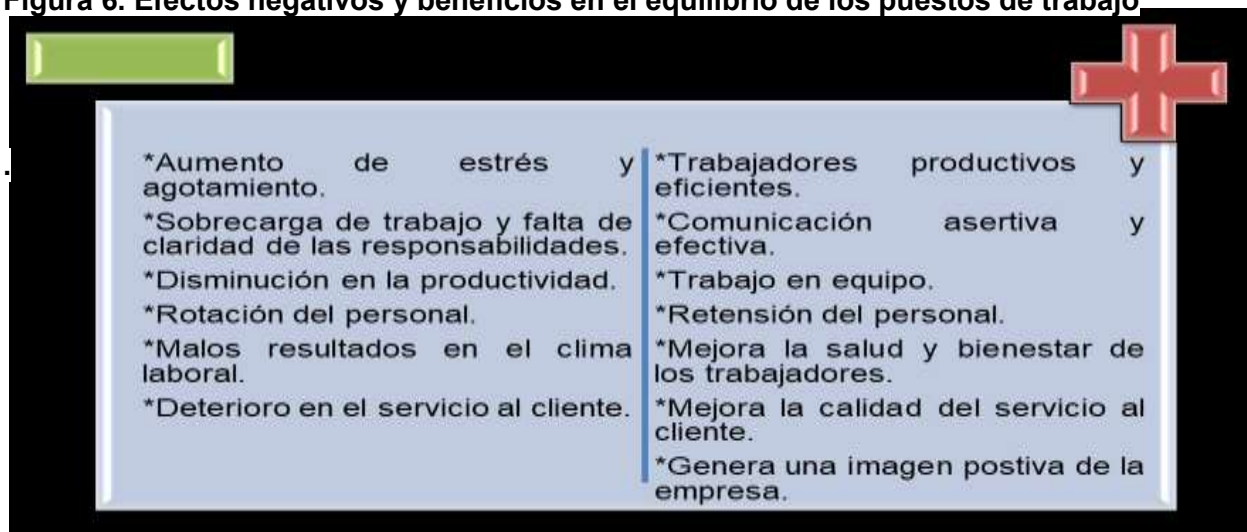 Figura 6. Efectos negativos y beneficios en el equilibrio de los puestos de trabajo
.
*Aumento de estrés y
agotamiento.
*Sobrecarga de trabajo y falta de
claridad de las responsabilidades.
*Disminución en la productividad.
*Rotación del personal.
*Malos resultados en el clima
laboral.
*Deterioro en el servicio al cliente.
*Trabajadores productivos y
eficientes.
*Comunicación asertiva y
efectiva.
*Trabajo en equipo.
*Retensión del personal.
*Mejora la salud y bienestar de
los trabajadores.
*Mejora la calidad del servicio al
cliente.
*Genera una imagen postiva de la
empresa.